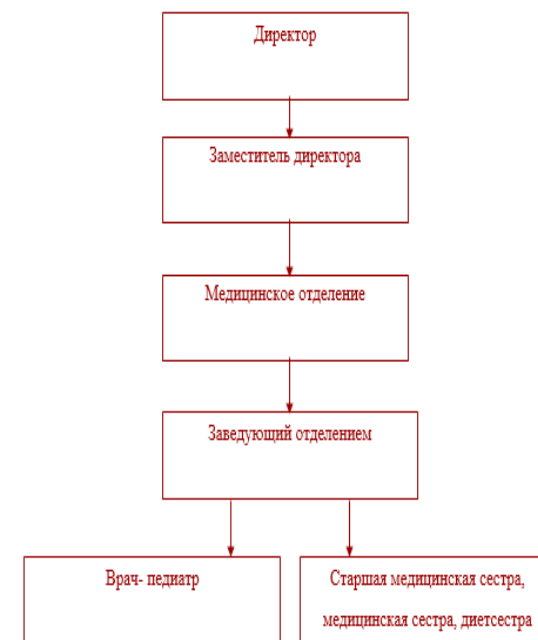 Директор
Заместитель директора
Медицинское отделение
Заведующий отделением
Врач- педиатр
Старшая медицинская сестра,
медицинская сестра, диетсестра